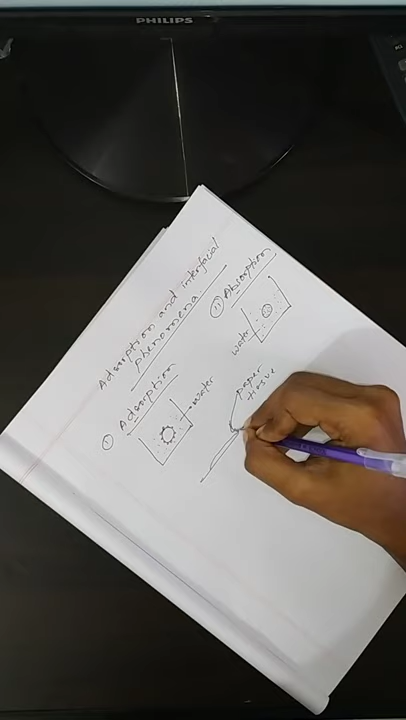 PHILIPS
Adsorption and interfacial
phenomena.
(i) Adsorption
Water
(ii) Absorption
water
paper
tissue